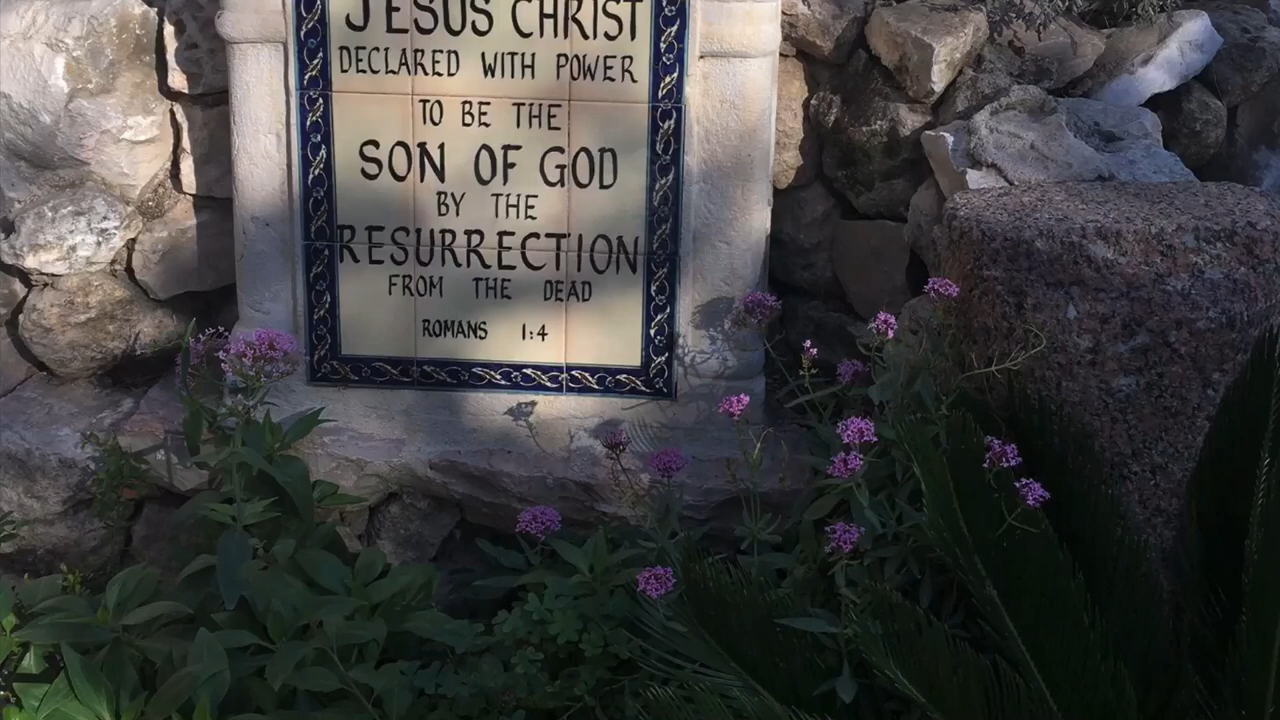 JESUS CHRIST
DECLARED WITH POWER
TO BE THE
SON OF GOD
BY THE
RESURRECTION
FROM THE DEAD
ROMANS 1:4